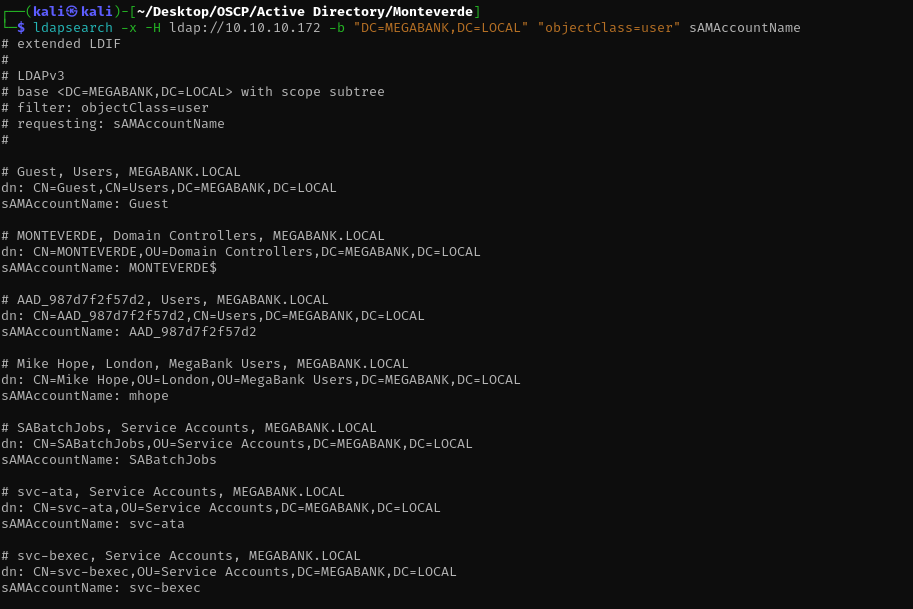 ┌──(kali㉿kali)-[~/Desktop/OSCP/Active Directory/Monteverde]
└─$ ldapsearch -x -H ldap://10.10.10.172 -b "DC=MEGABANK,DC=LOCAL" "objectClass=user" sAMAccountName
# extended LDIF
#
# LDAPv3
# base <DC=MEGABANK,DC=LOCAL> with scope subtree
# filter: objectClass=user
# requesting: sAMAccountName
#

# Guest, Users, MEGABANK.LOCAL
dn: CN=Guest,CN=Users,DC=MEGABANK,DC=LOCAL
sAMAccountName: Guest

# MONTEVERDE, Domain Controllers, MEGABANK.LOCAL
dn: CN=MONTEVERDE,OU=Domain Controllers,DC=MEGABANK,DC=LOCAL
sAMAccountName: MONTEVERDE$

# AAD_987d7f2f57d2, Users, MEGABANK.LOCAL
dn: CN=AAD_987d7f2f57d2,CN=Users,DC=MEGABANK,DC=LOCAL
sAMAccountName: AAD_987d7f2f57d2

# Mike Hope, London, MegaBank Users, MEGABANK.LOCAL
dn: CN=Mike Hope,OU=London,OU=MegaBank Users,DC=MEGABANK,DC=LOCAL
sAMAccountName: mhope

# SABatchJobs, Service Accounts, MEGABANK.LOCAL
dn: CN=SABatchJobs,OU=Service Accounts,DC=MEGABANK,DC=LOCAL
sAMAccountName: SABatchJobs

# svc-ata, Service Accounts, MEGABANK.LOCAL
dn: CN=svc-ata,OU=Service Accounts,DC=MEGABANK,DC=LOCAL
sAMAccountName: svc-ata

# svc-bexec, Service Accounts, MEGABANK.LOCAL
dn: CN=svc-bexec,OU=Service Accounts,DC=MEGABANK,DC=LOCAL
sAMAccountName: svc-bexec